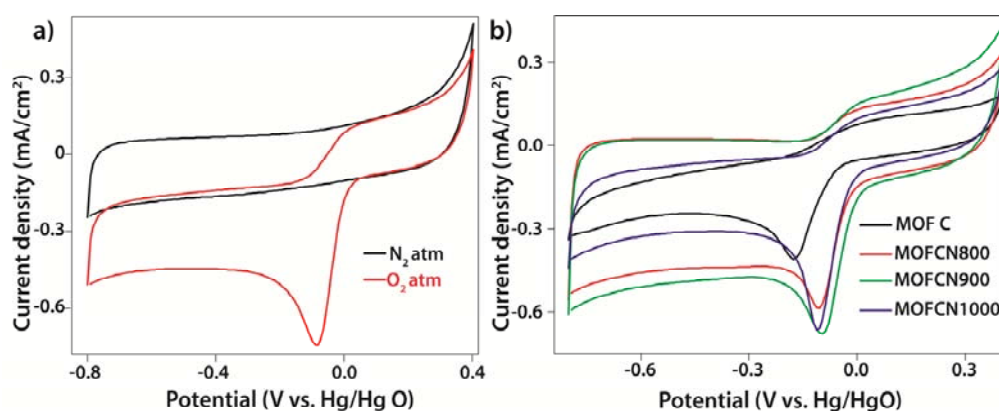 a)
Current density (mA/cm²)
0.3
0
-0.3
-0.6
N₂ atm
O₂ atm
-0.8
-0.4
0.0
0.4
Potential (V vs. Hg/Hg O)
b)
Current density (mA/cm²)
0.3
0.0
-0.3
-0.6
MOF C
MOFCN800
MOFCN900
MOFCN1000
-0.3
0.0
0.3
Potential (V vs. Hg/HgO)